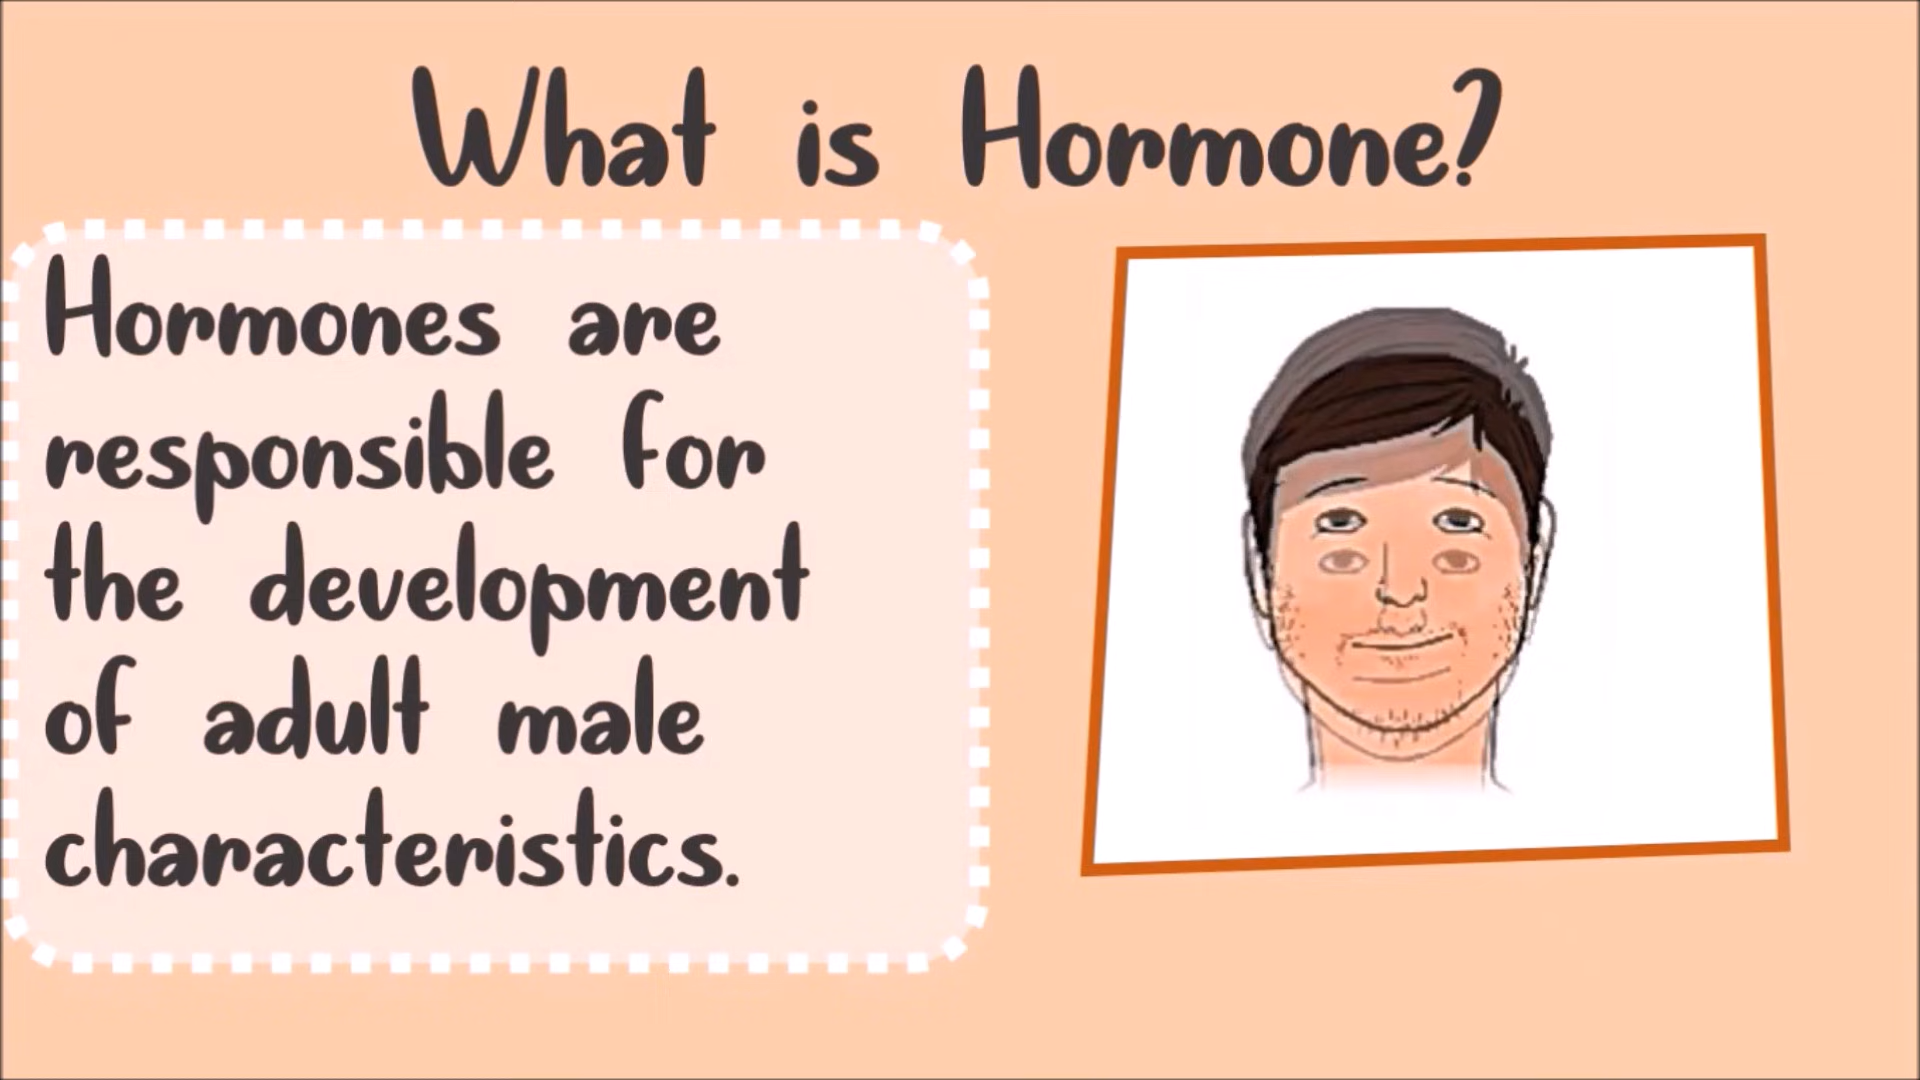 What is Hormone?
Hormones are
responsible for
the development
of adult male
characteristics.